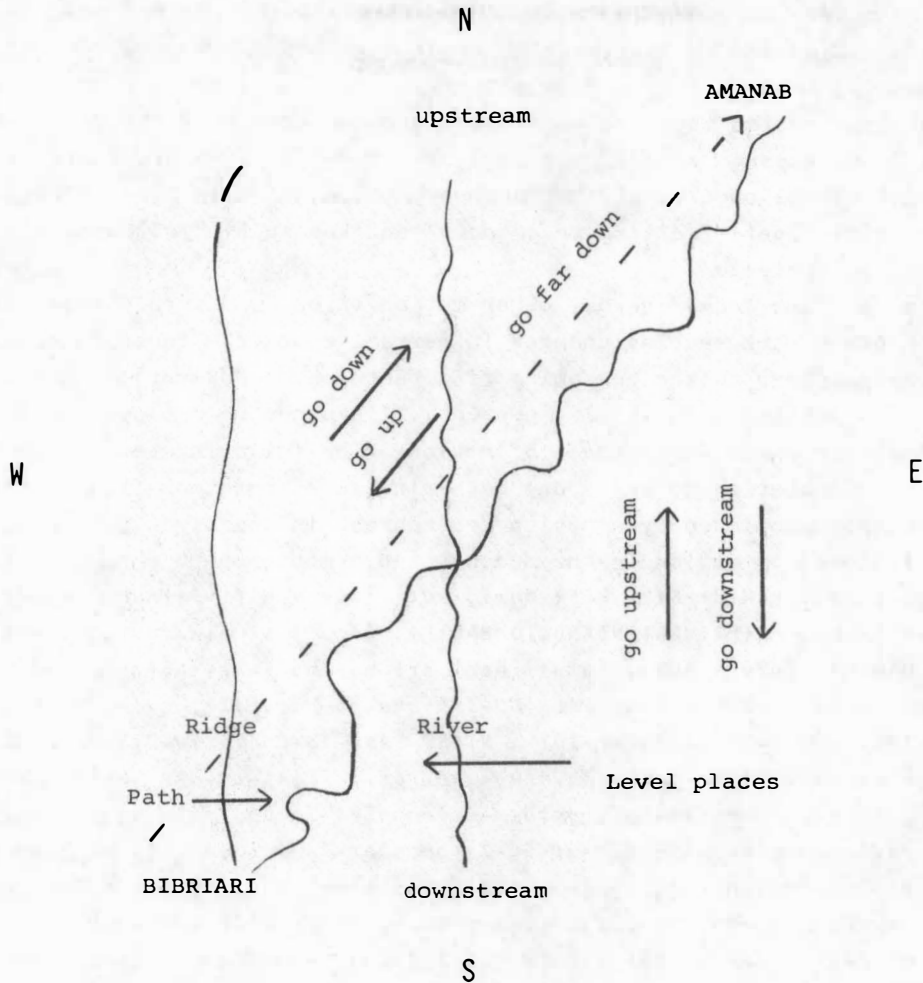 N
AMANAB
upstream
go far down
go down
go up
W
E
go upstream
go downstream
Ridge
River
Level places
Path
BIBRIARI
downstream
S